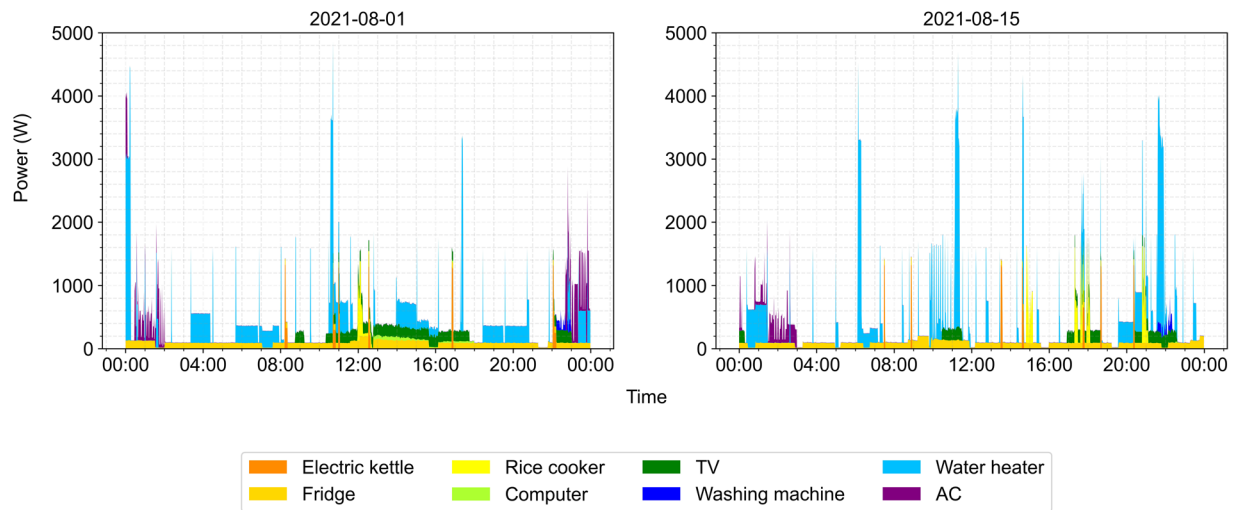 2021-08-01
2021-08-15
Power (W)
5000
4000
3000
2000
1000
0
5000
4000
3000
2000
1000
0
00:00 04:00 08:00 12:00 16:00 20:00 00:00
00:00 04:00 08:00 12:00 16:00 20:00 00:00
Time
Electric kettle Rice cooker TV Water heater
Fridge Computer Washing machine AC